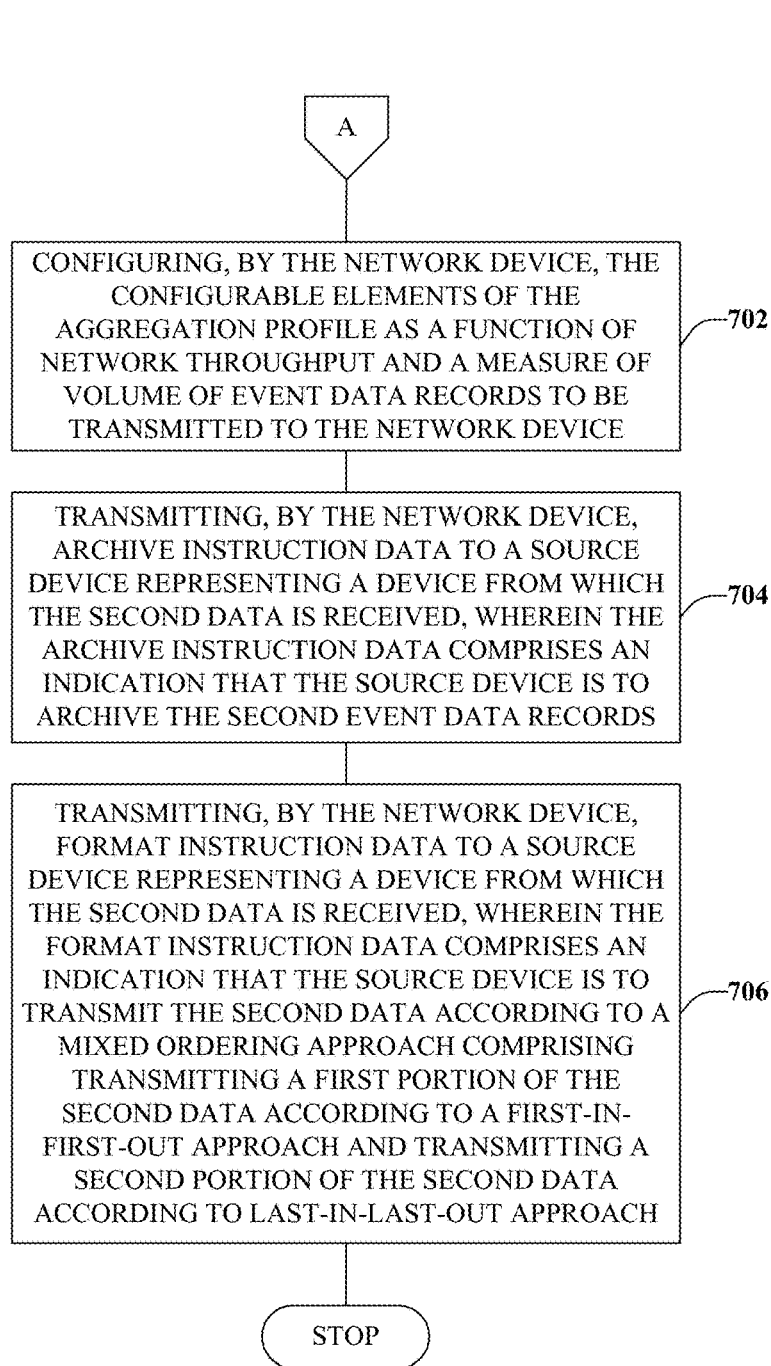 A
CONFIGURING, BY THE NETWORK DEVICE, THE
CONFIGURABLE ELEMENTS OF THE
AGGREGATION PROFILE AS A FUNCTION OF
NETWORK THROUGHPUT AND A MEASURE OF
VOLUME OF EVENT DATA RECORDS TO BE
TRANSMITTED TO THE NETWORK DEVICE
702
TRANSMITTING, BY THE NETWORK DEVICE,
ARCHIVE INSTRUCTION DATA TO A SOURCE
DEVICE REPRESENTING A DEVICE FROM WHICH
THE SECOND DATA IS RECEIVED, WHEREIN THE
ARCHIVE INSTRUCTION DATA COMPRISES AN
INDICATION THAT THE SOURCE DEVICE IS TO
ARCHIVE THE SECOND EVENT DATA RECORDS
704
TRANSMITTING, BY THE NETWORK DEVICE,
FORMAT INSTRUCTION DATA TO A SOURCE
DEVICE REPRESENTING A DEVICE FROM WHICH
THE SECOND DATA IS RECEIVED, WHEREIN THE
FORMAT INSTRUCTION DATA COMPRISES AN
INDICATION THAT THE SOURCE DEVICE IS TO
TRANSMIT THE SECOND DATA ACCORDING TO A
MIXED ORDERING APPROACH COMPRISING
TRANSMITTING A FIRST PORTION OF THE
SECOND DATA ACCORDING TO A FIRST-IN-
FIRST-OUT APPROACH AND TRANSMITTING A
SECOND PORTION OF THE SECOND DATA
ACCORDING TO LAST-IN-LAST-OUT APPROACH
706
STOP